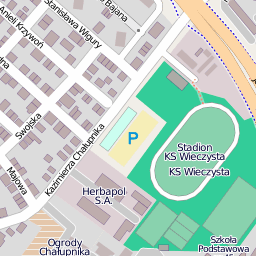 Anieli Krzywoń
Stanisława Wigury
Bajana
Swojska
Majowa
Kazimierza Chałupnika
P
Stadion
KS Wieczysta
KS Wieczysta
Herbapol
S.A.
Ogrody
Chałupnika
Szkoła
Podstawowa